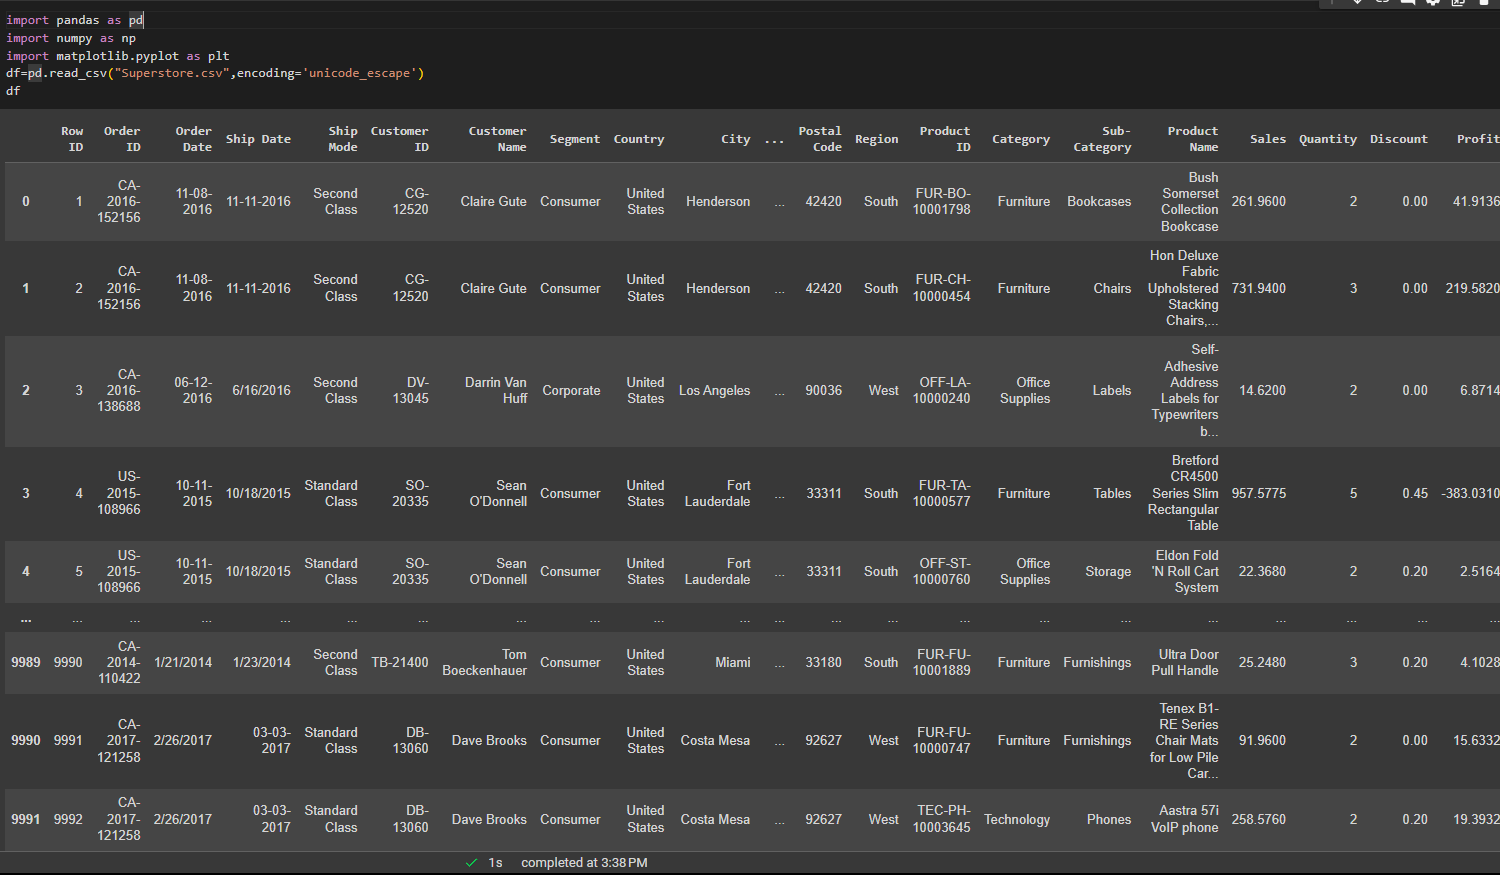 import pandas as pd
import numpy as np
import matplotlib.pyplot as plt
df=pd.read_csv("Superstore.csv",encoding='unicode_escape')
df
Row ID Order ID Order Date Ship Date Ship Mode Customer ID Customer Name Segment Country City ... Postal Code Region Product ID Category Sub-Category Product Name Sales Quantity Discount Profit
0 1 CA-2016-152156 11-08-2016 11-11-2016 Second Class CG-12520 Claire Gute Consumer United States Henderson ... 42420 South FUR-BO-10001798 Furniture Bookcases Bush Somerset Collection Bookcase 261.9600 2 0.00 41.9136
1 2 CA-2016-152156 11-08-2016 11-11-2016 Second Class CG-12520 Claire Gute Consumer United States Henderson ... 42420 South FUR-CH-10000454 Furniture Chairs Hon Deluxe Fabric Upholstered Stacking Chairs,... 731.9400 3 0.00 219.5820
2 3 CA-2016-138688 06-12-2016 6/16/2016 Second Class DV-13045 Darrin Van Huff Corporate United States Los Angeles ... 90036 West OFF-LA-10000240 Office Supplies Labels Self-Adhesive Address Labels for Typewriters b... 14.6200 2 0.00 6.8714
3 4 US-2015-108966 10-11-2015 10/18/2015 Standard Class SO-20335 Sean O'Donnell Consumer United States Fort Lauderdale ... 33311 South FUR-TA-10000577 Furniture Tables Bretford CR4500 Series Slim Rectangular Table 957.5775 5 0.45 -383.0310
4 5 US-2015-108966 10-11-2015 10/18/2015 Standard Class SO-20335 Sean O'Donnell Consumer United States Fort Lauderdale ... 33311 South OFF-ST-10000760 Office Supplies Storage Eldon Fold 'N Roll Cart System 22.3680 2 0.20 2.5164
... ... ... ... ... ... ... ... ... ... ... ... ... ... ... ... ... ... ... ... ... ...
9989 9990 CA-2014-110422 1/21/2014 1/23/2014 Second Class TB-21400 Tom Boeckenhauer Consumer United States Miami ... 33180 South FUR-FU-10001889 Furniture Furnishings Ultra Door Pull Handle 25.2480 3 0.20 4.1028
9990 9991 CA-2017-121258 2/26/2017 03-03-2017 Standard Class DB-13060 Dave Brooks Consumer United States Costa Mesa ... 92627 West FUR-FU-10000747 Furniture Furnishings Tenex B1-RE Series Chair Mats for Low Pile Car... 91.9600 2 0.00 15.6332
9991 9992 CA-2017-121258 2/26/2017 03-03-2017 Standard Class DB-13060 Dave Brooks Consumer United States Costa Mesa ... 92627 West TEC-PH-10003645 Technology Phones Aastra 57i VoIP phone 258.5760 2 0.20 19.3932
1s completed at 3:38 PM